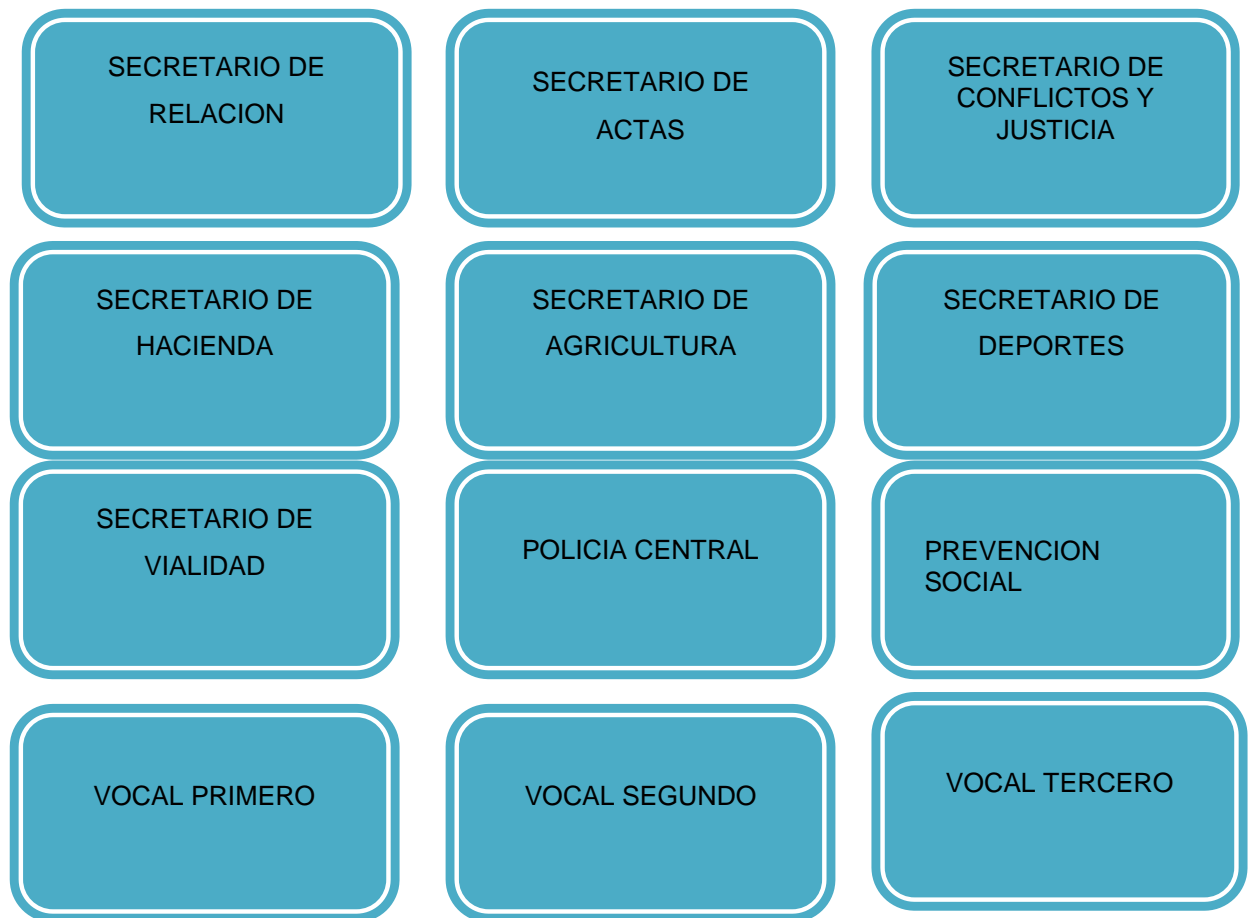 SECRETARIO DE
RELACION
SECRETARIO DE
ACTAS
SECRETARIO DE
CONFLICTOS Y
JUSTICIA
SECRETARIO DE
HACIENDA
SECRETARIO DE
AGRICULTURA
SECRETARIO DE
DEPORTES
SECRETARIO DE
VIALIDAD
POLICIA CENTRAL
PREVENCION
SOCIAL
VOCAL PRIMERO
VOCAL SEGUNDO
VOCAL TERCERO